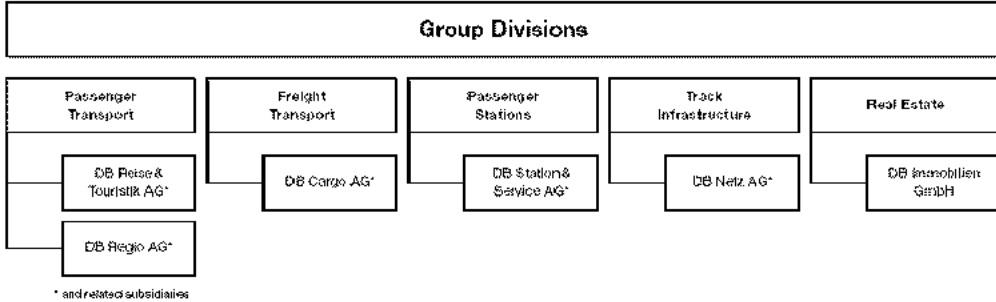 Group Divisions
Passenger
Transport
Freight
Transport
Passenger
Stations
Track
Infrastructure
Real Estate
DB Reise &
Touristik AG*
DB Cargo AG*
DB Station &
Service AG*
DB Netz AG*
DB Immobilien
GmbH
DB Regio AG*
* and related subsidiaries